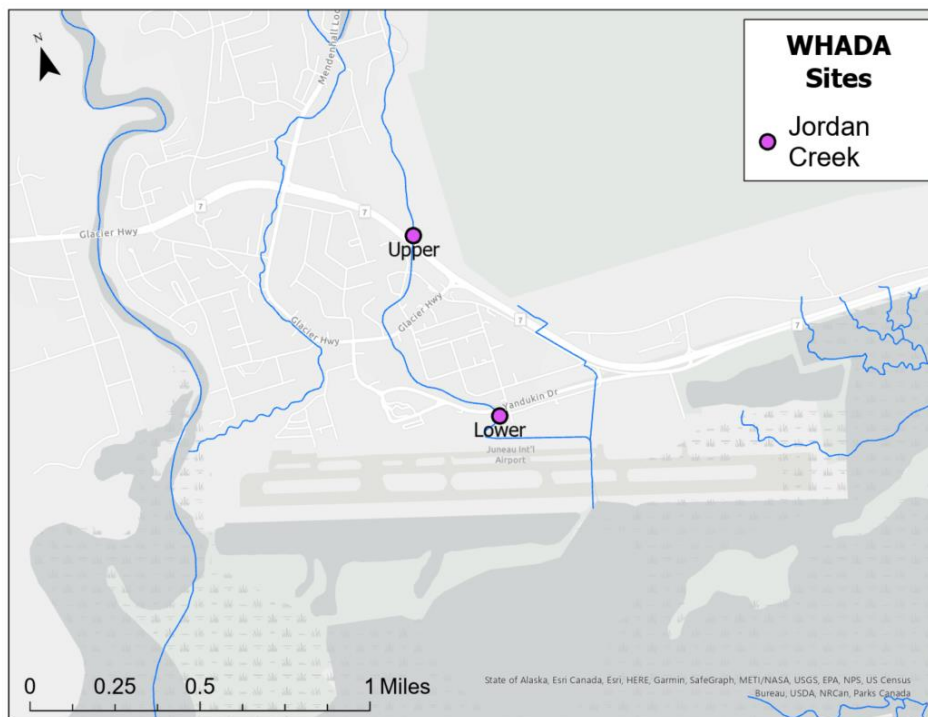 N
WHADA
Sites
Jordan
Creek
Mendenhall Loo
7
Glacier Hwy
7
Upper
Glacier Hwy
7
7
Glacier Hwy
Yandukin Dr
Lower
Juneau Int'l
Airport
0 0.25 0.5 1 Miles
State of Alaska, Esri Canada, Esri, HERE, Garmin, SafeGraph, METI/NASA, USGS, EPA, NPS, US Census
Bureau, USDA, NRCan, Parks Canada